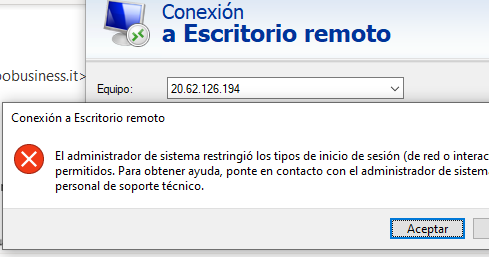 Conexión
a Escritorio remoto
oobusiness.it>
Equipo:
20.62.126.194
Conexión a Escritorio remoto
El administrador de sistema restringió los tipos de inicio de sesión (de red o interac
permitidos. Para obtener ayuda, ponte en contacto con el administrador de sistema
personal de soporte técnico.
Aceptar